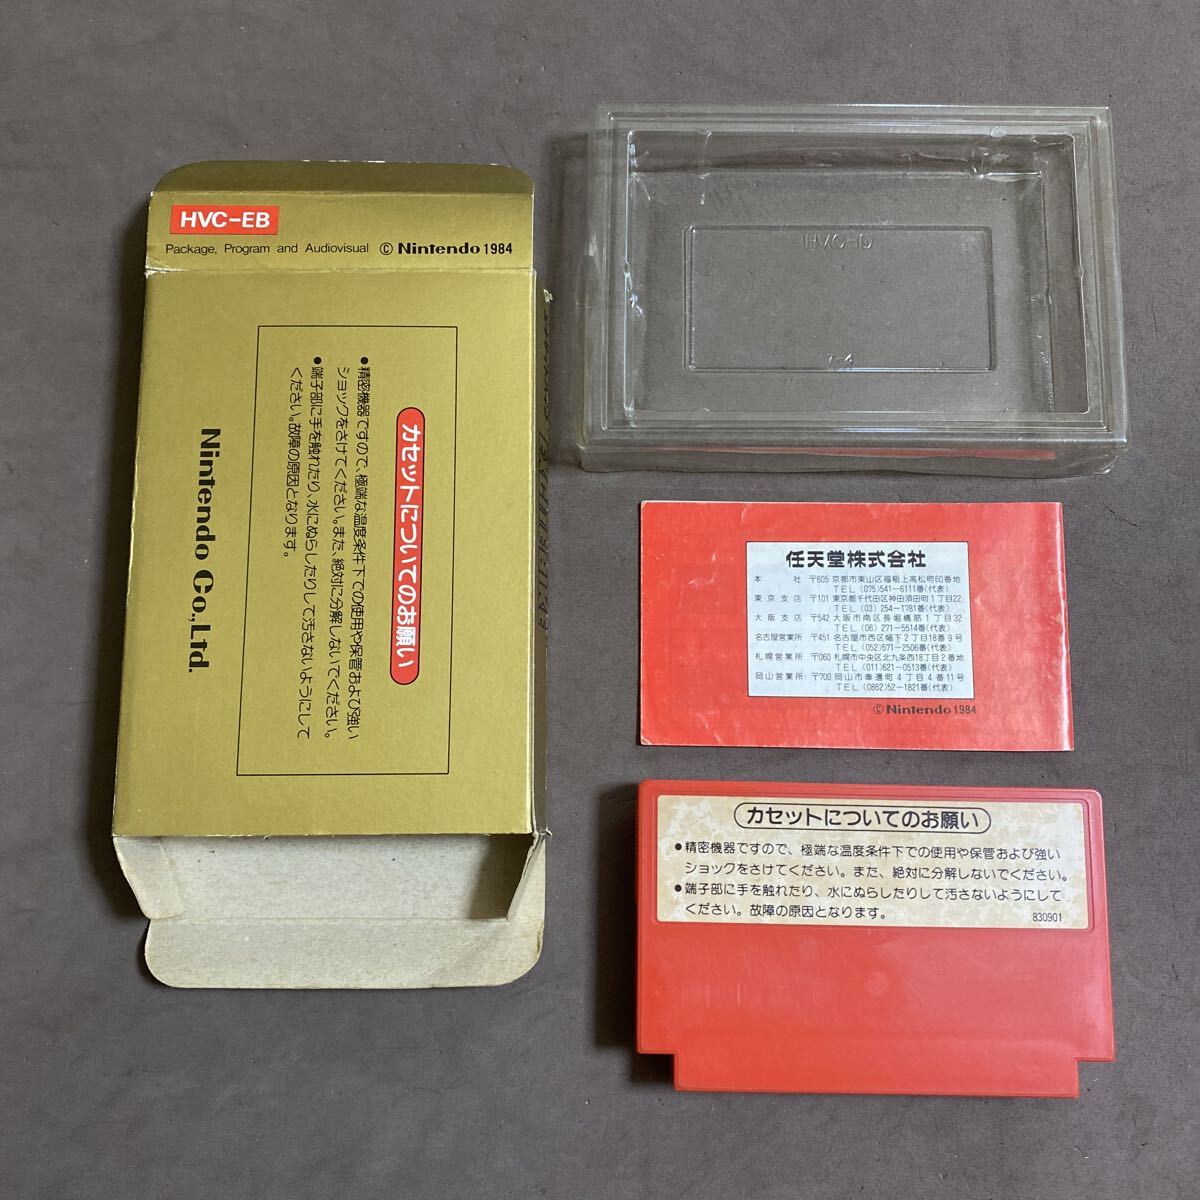 HVC-EB
Package, Program and Audiovisual © Nintendo 1984
カセットについてのお願い
●精密機器ですので、極端な温度条件下での使用や保管および強い
ショックをさけてください。また、絶対に分解しないでください。
●端子部に手を触れたり、水にぬらしたりして汚さないようにして
ください。故障の原因となります。
Nintendo Co., Ltd.
HVC-D
7-4
任天堂株式会社
本社 〒605 京都市東山区福稲上高松町60番地
TEL (075)541-6111番(代表)
東京支店 〒101 東京都千代田区神田須田町1丁目22
TEL (03) 254-1781番(代表)
大阪支店 〒542 大阪市南区長堀橋筋1丁目32
TEL (06) 271-5514番(代表)
名古屋営業所 〒451 名古屋市西区幅下2丁目18番9号
TEL (052)571-2506番(代表)
札幌営業所 〒060 札幌市中央区北九条西18丁目2番地
TEL (011)621-0513番(代表)
岡山営業所 〒700 岡山市奉還町4丁目4番11号
TEL (0862)52-1821番(代表)
© Nintendo 1984
カセットについてのお願い
●精密機器ですので、極端な温度条件下での使用や保管および強い
ショックをさけてください。また、絶対に分解しないでください。
●端子部に手を触れたり、水にぬらしたりして汚さないようにして
ください。故障の原因となります。
830901